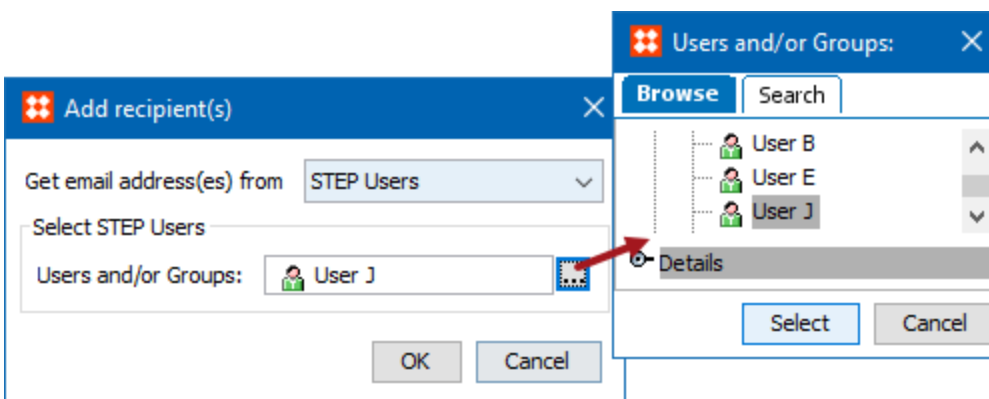 Add recipient(s)
Get email address(es) from STEP Users
Select STEP Users
Users and/or Groups: User J ...
OK Cancel
Users and/or Groups:
Browse Search
User B
User E
User J
Details
Select Cancel